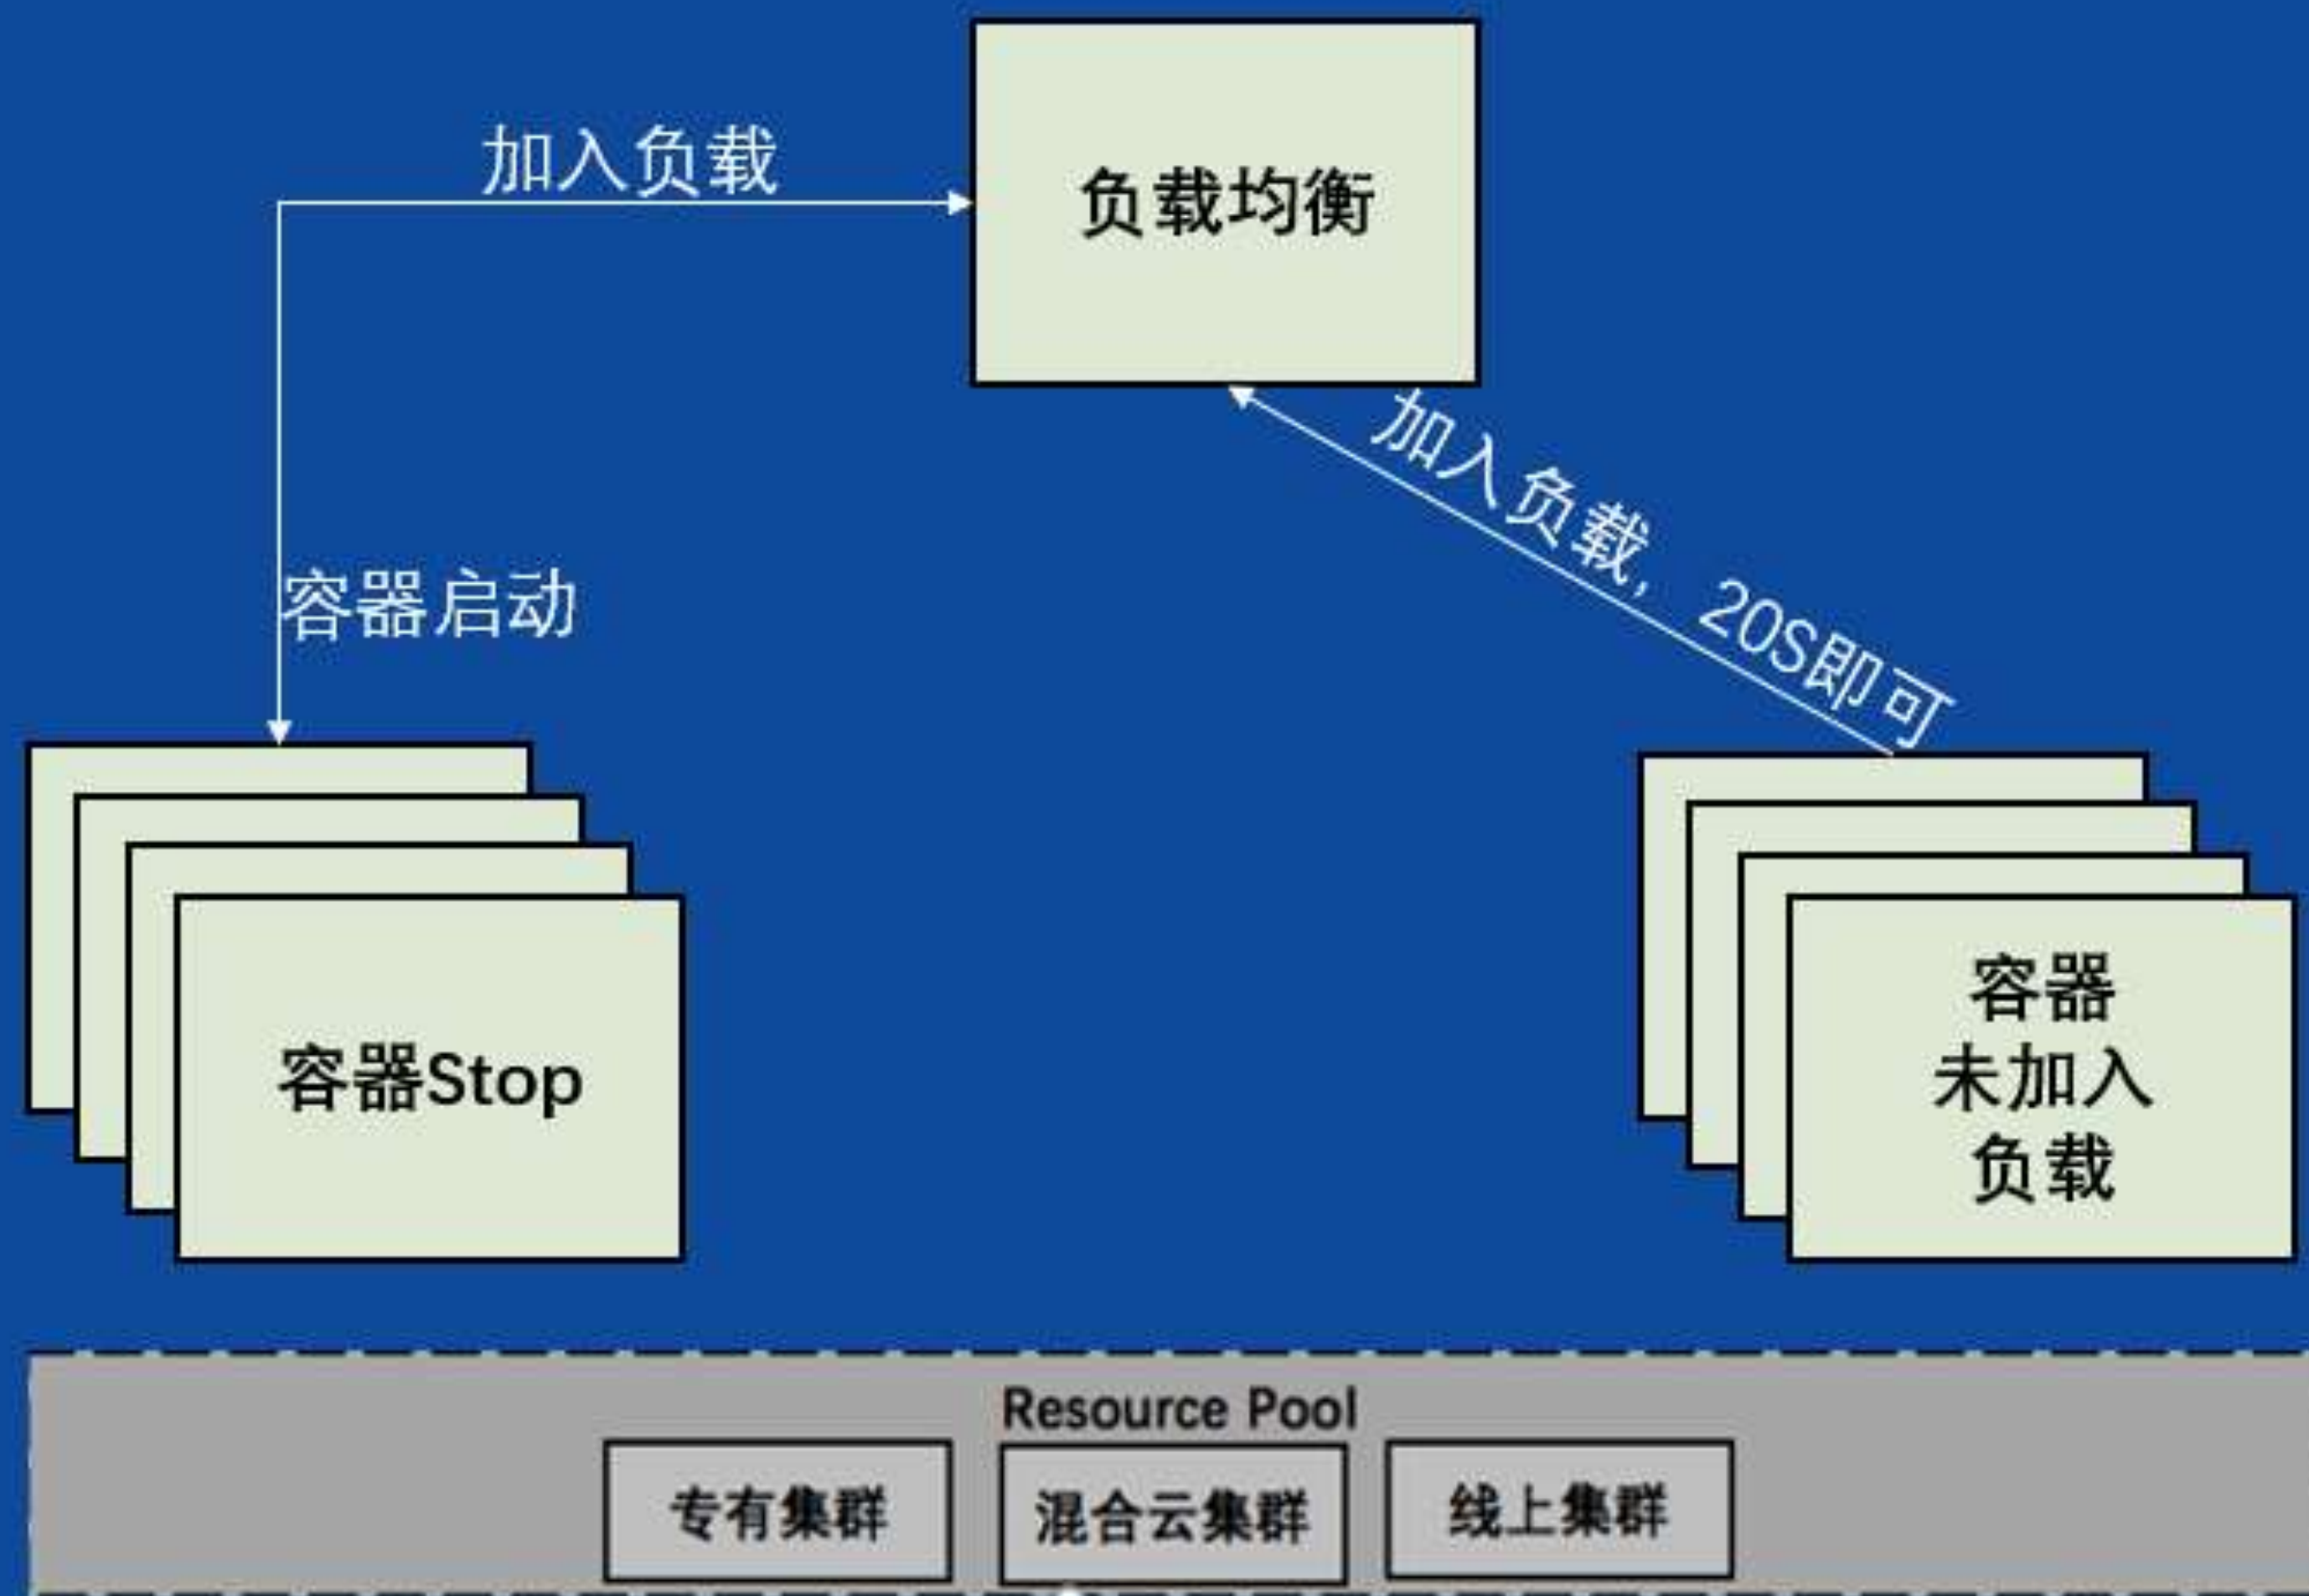 负载均衡
加入负载
容器启动
加入负载，20S即可
容器Stop
容器
未加入
负载
Resource Pool
专有集群
混合云集群
线上集群